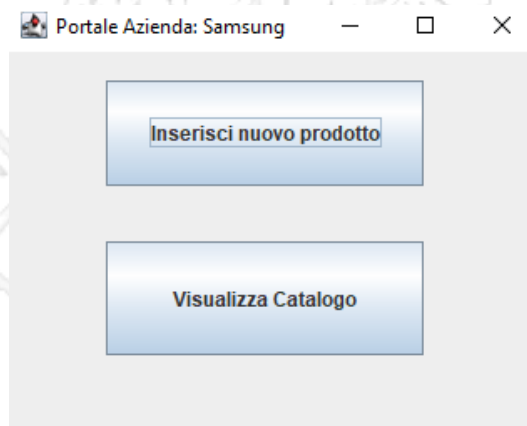 Portale Azienda: Samsung
Inserisci nuovo prodotto
Visualizza Catalogo